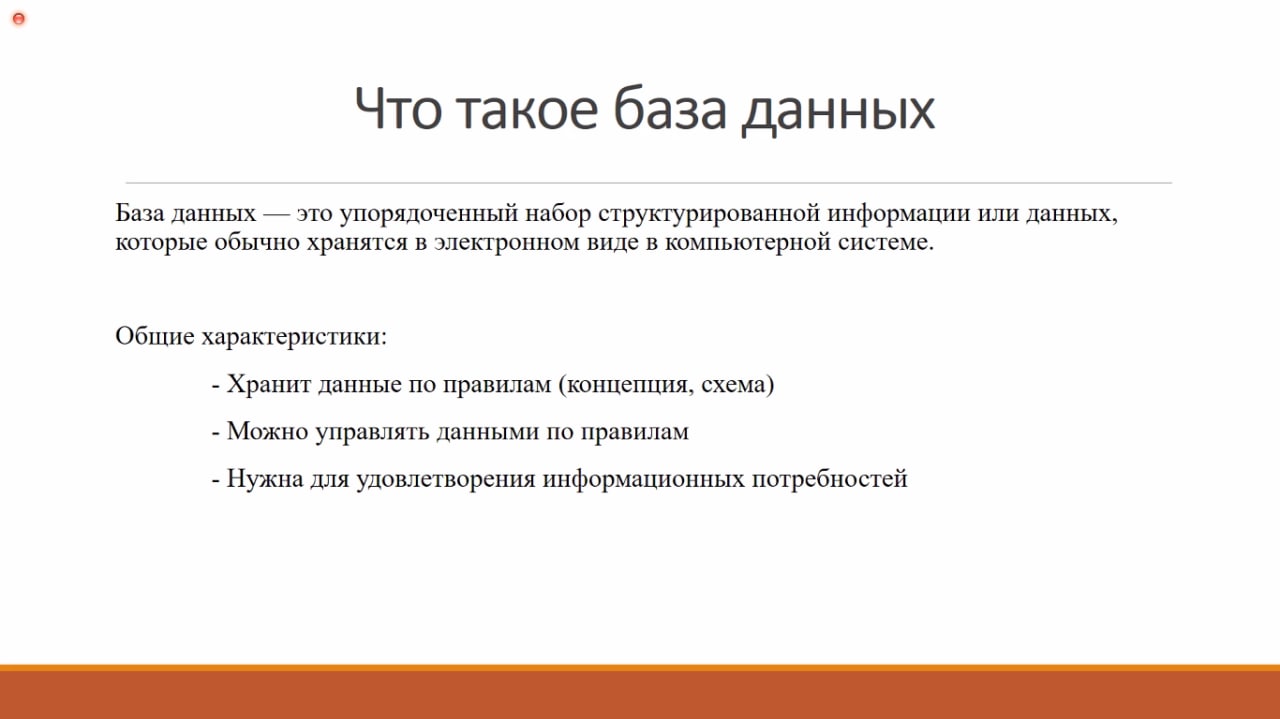 Что такое база данных
База данных — это упорядоченный набор структурированной информации или данных,
которые обычно хранятся в электронном виде в компьютерной системе.
Общие характеристики:
- Хранит данные по правилам (концепция, схема)
- Можно управлять данными по правилам
- Нужна для удовлетворения информационных потребностей